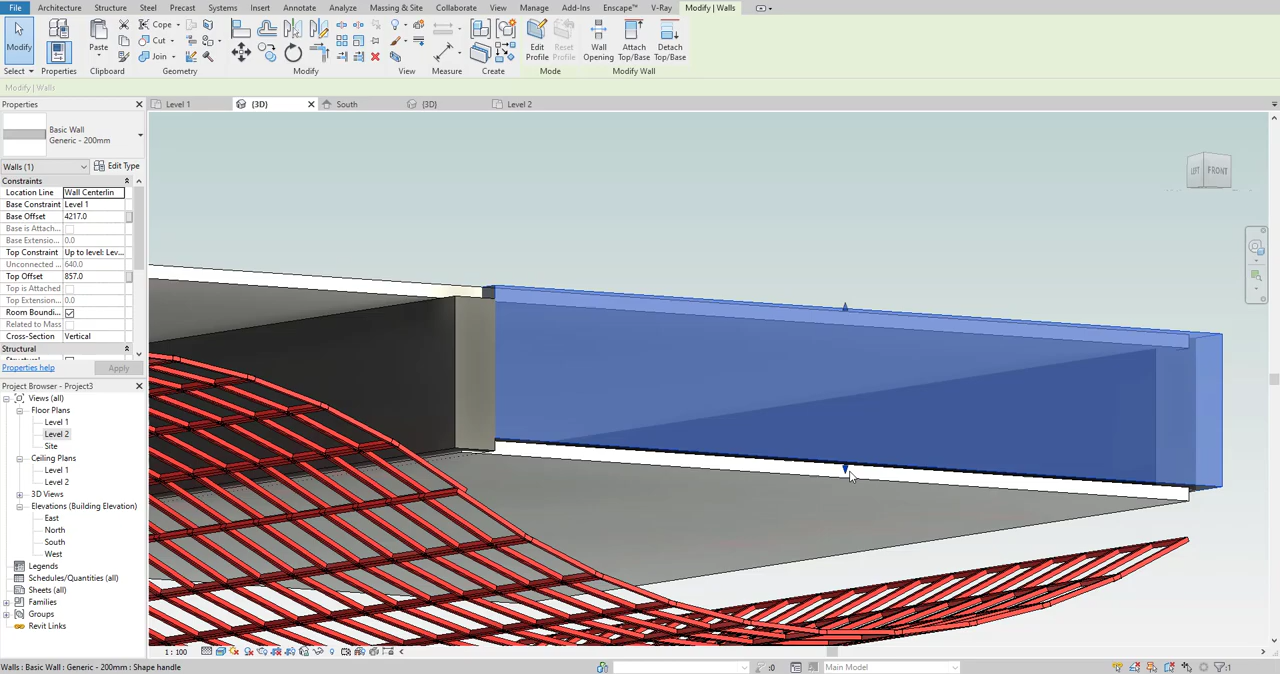 File Architecture Structure Steel Precast Systems Insert Annotate Analyze Massing & Site Collaborate View Manage Add-Ins Enscape™ V-Ray Modify | Walls
Modify
Select
Properties
Paste
Clipboard
Cope
Cut
Join
Geometry
Modify
View
Measure
Create
Edit Profile
Reset Profile
Mode
Wall Opening
Attach Top/Base
Detach Top/Base
Modify Wall
Modify | Walls
Properties
Level 1 {3D} South {3D} Level 2
Basic Wall
Generic - 200mm
Walls (1) Edit Type
Constraints
Location Line Wall Centerlin
Base Constraint Level 1
Base Offset 4217.0
Base is Attach...
Base Extensio... 0.0
Top Constraint Up to level: Lev...
Unconnected ... 640.0
Top Offset 857.0
Top is Attached
Top Extension... 0.0
Room Boundi...
Related to Mass
Cross-Section Vertical
Structural
Properties help Apply
Project Browser - Project3
Views (all)
Floor Plans
Level 1
Level 2
Site
Ceiling Plans
Level 1
Level 2
3D Views
Elevations (Building Elevation)
East
North
South
West
Legends
Schedules/Quantities (all)
Sheets (all)
Families
Groups
Revit Links
LEFT FRONT
1 : 100
Walls : Basic Wall : Generic - 200mm : Shape handle
:0 Main Model :1